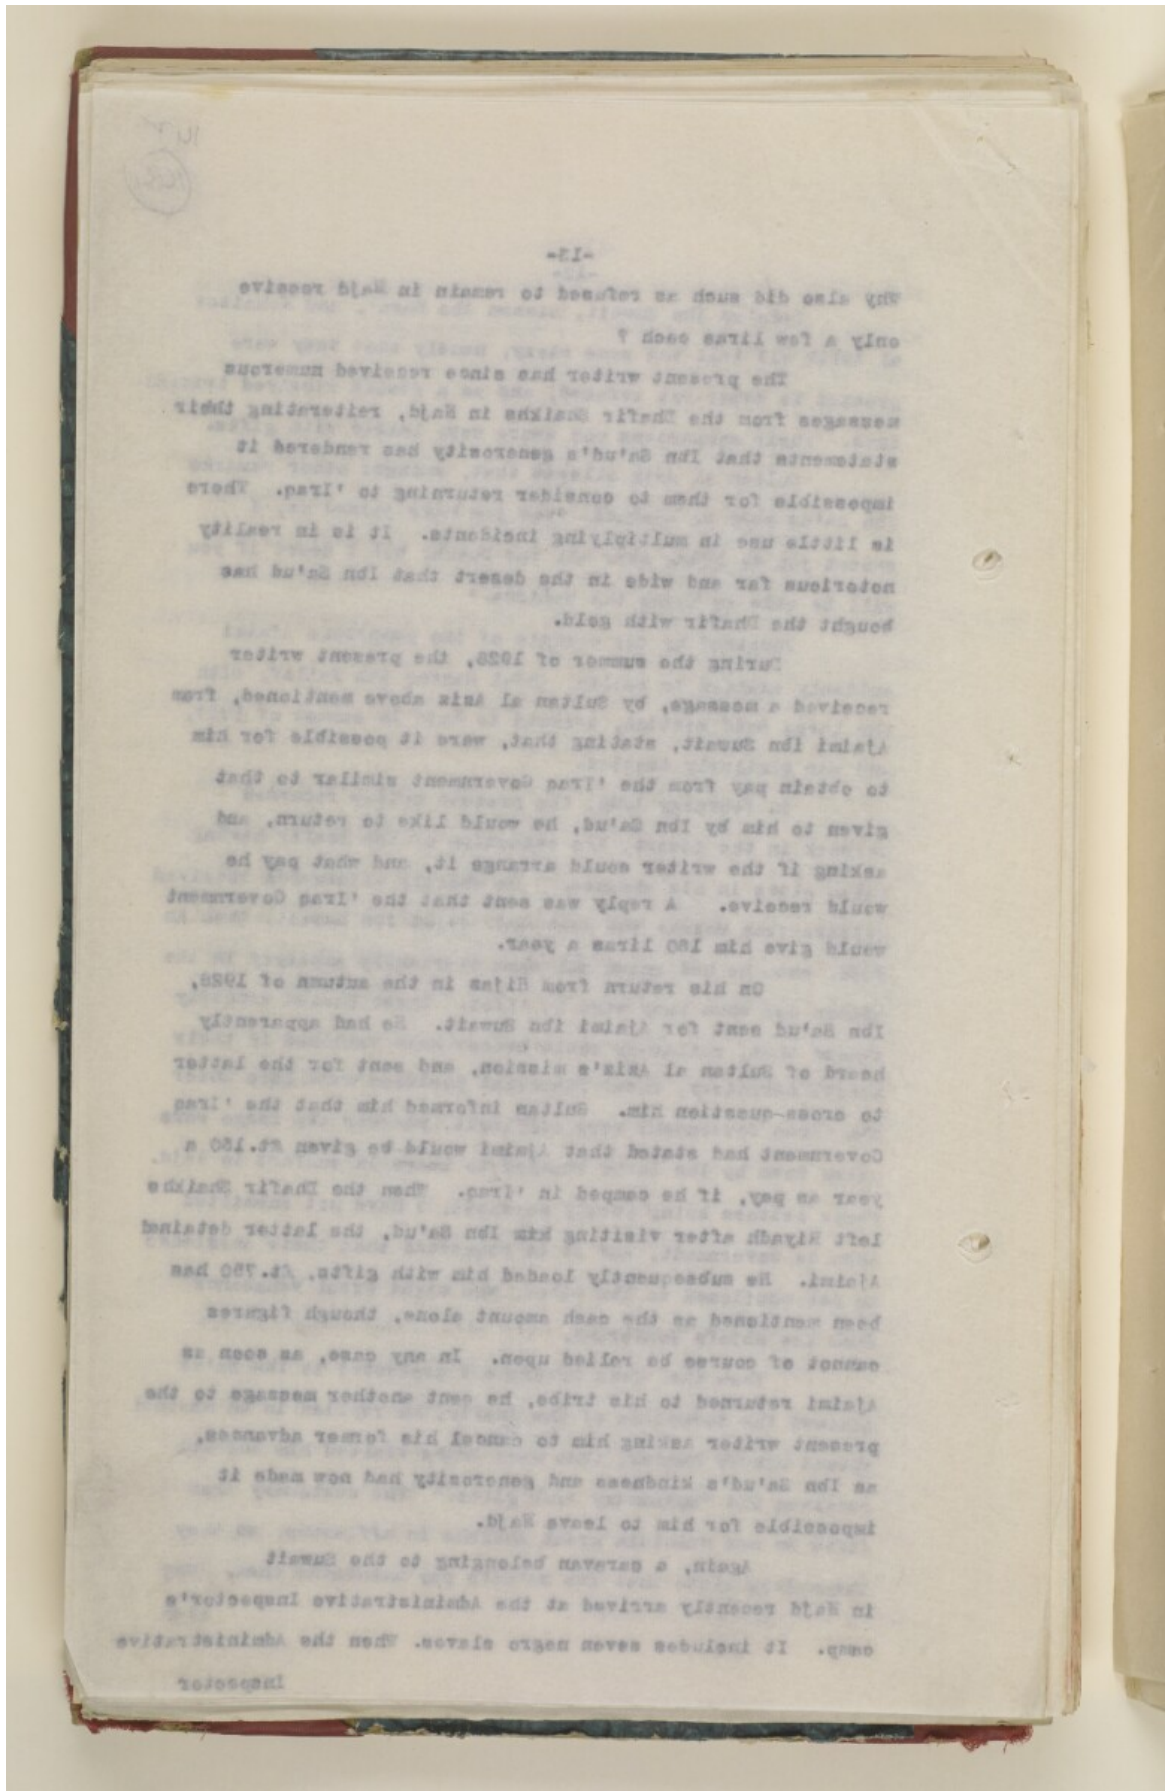 -13-
why also did such as refused to remain in Najd receive
only a few liras each ?
The present writer has since received numerous
messages from the Dhafir Shaikhs in Najd, reiterating their
statements that Ibn Sa'ud's generosity has rendered it
impossible for them to consider returning to 'Iraq. There
is little use in multiplying incidents. It is in reality
notorious far and wide in the desert that Ibn Sa'ud has
bought the Dhafir with gold.
During the summer of 1928, the present writer
received a message, by Sultan al Aziz above mentioned, from
Ajaimi ibn Suwait, stating that, were it possible for him
to obtain pay from the 'Iraq Government similar to that
given to him by Ibn Sa'ud, he would like to return, and
asking if the writer could arrange it, and what pay he
would receive. A reply was sent that the 'Iraq Government
would give him 180 liras a year.
On his return from Hijaz in the autumn of 1928,
Ibn Sa'ud sent for Ajaimi ibn Suwait. He had apparently
heard of Sultan al Aziz's mission, and sent for the latter
to cross-question him. Sultan informed him that the 'Iraq
Government had stated that Ajaimi would be given £t.180 a
year as pay, if he camped in 'Iraq. When the Dhafir Shaikhs
left Riyadh after visiting him Ibn Sa'ud, the latter detained
Ajaimi. He subsequently loaded him with gifts, £t.750 has
been mentioned as the cash amount alone, though figures
cannot of course be relied upon. In any case, as soon as
Ajaimi returned to his tribe, he sent another message to the
present writer asking him to cancel his former advances,
as Ibn Sa'ud's kindness and generosity had now made it
impossible for him to leave Najd.
Again, a caravan belonging to the Suwait
in Najd recently arrived at the Administrative Inspector's
camp. It includes seven negro slaves. When the Administrative
Inspector